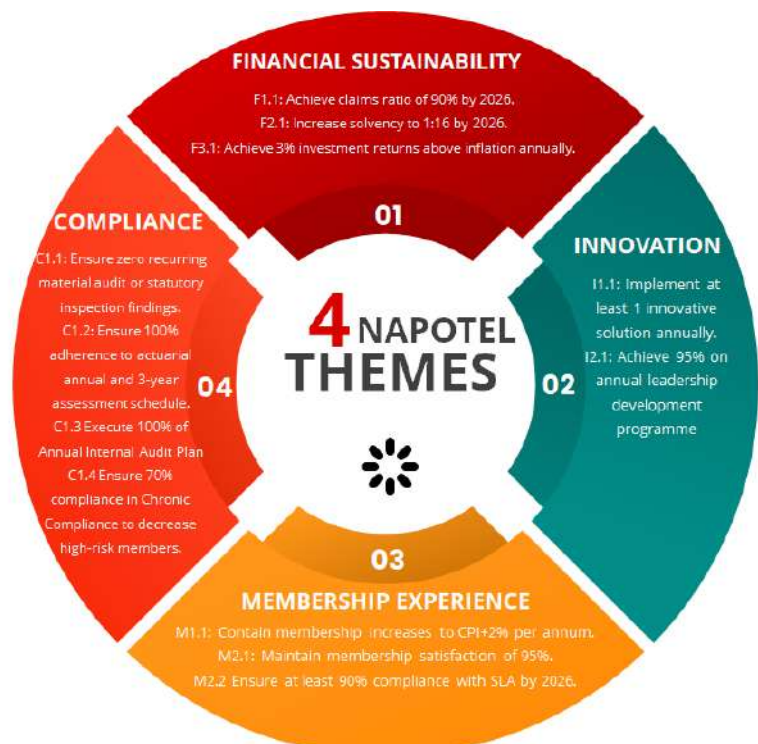 FINANCIAL SUSTAINABILITY
F1.1: Achieve claims ratio of 90% by 2026.
F2.1: Increase solvency to 1:16 by 2026.
F3.1: Achieve 3% investment returns above inflation annually.
01
INNOVATION
I1.1: Implement at
least 1 innovative
solution annually.
I2.1: Achieve 95% on
annual leadership
development
programme
02
4 NAPOTEL
THEMES
03
MEMBERSHIP EXPERIENCE
M1.1: Contain membership increases to CPI+2% per annum.
M2.1: Maintain membership satisfaction of 95%.
M2.2 Ensure at least 90% compliance with SLA by 2026.
COMPLIANCE
C1.1: Ensure zero recurring
material audit or statutory
inspection findings.
C1.2: Ensure 100%
adherence to actuarial
annual and 3-year
assessment schedule.
C1.3 Execute 100% of
Annual Internal Audit Plan
C1.4 Ensure 70%
compliance in Chronic
Compliance to decrease
high-risk members.
04